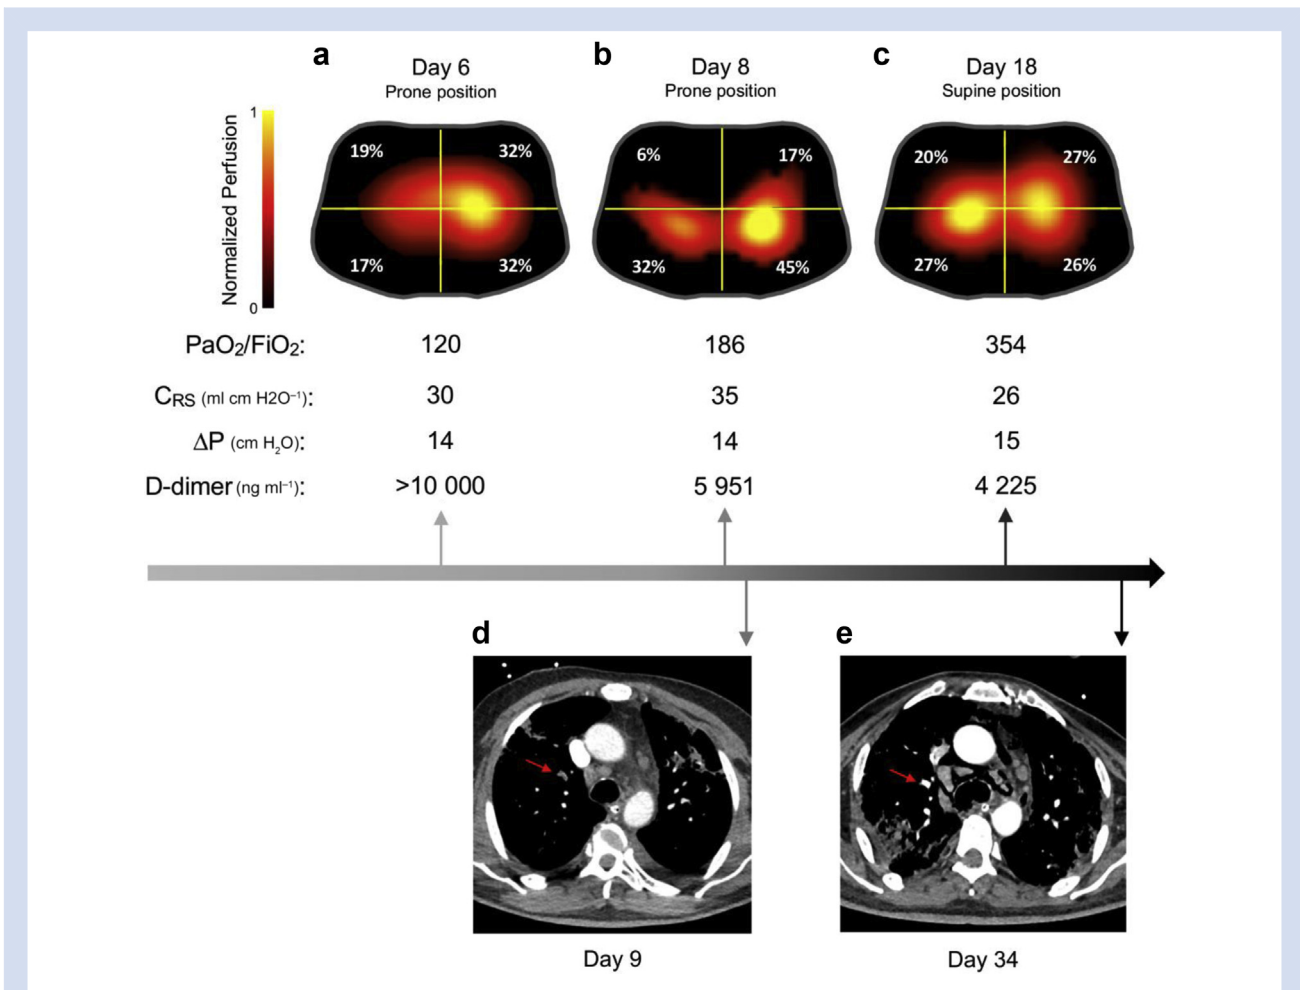 a
Day 6
Prone position
b
Day 8
Prone position
c
Day 18
Supine position
Normalized Perfusion
1
0
19% 32%
17% 32%
6% 17%
32% 45%
20% 27%
27% 26%
PaO2/FiO2: 120 186 354
CRS (ml cm H2O–1): 30 35 26
ΔP (cm H2O): 14 14 15
D-dimer (ng ml–1): >10 000 5 951 4 225
d
e
Day 9
Day 34